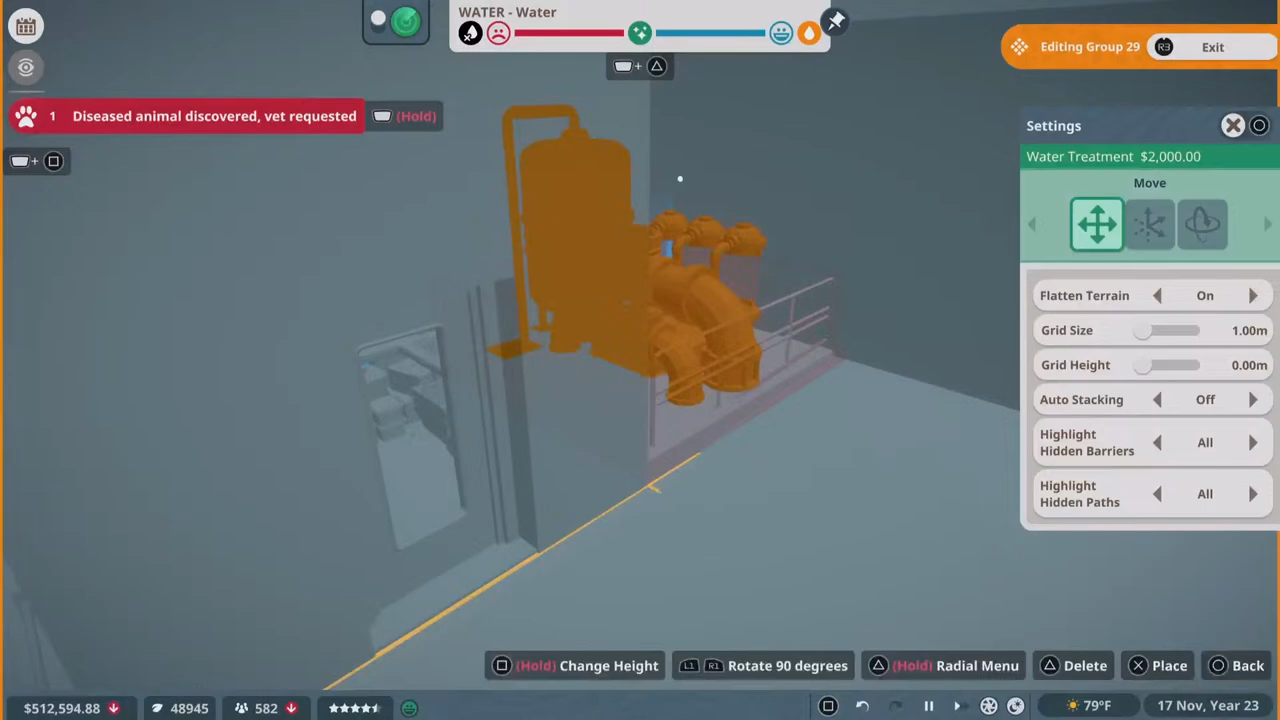 WATER - Water
Editing Group 29
R3
Exit
1 Diseased animal discovered, vet requested
(Hold)
+
+
Settings
Water Treatment $2,000.00
Move
Flatten Terrain On
Grid Size 1.00m
Grid Height 0.00m
Auto Stacking Off
Highlight
Hidden Barriers All
Highlight
Hidden Paths All
(Hold) Change Height
L1 R1 Rotate 90 degrees
(Hold) Radial Menu
Delete
Place
Back
$512,594.88
48945
582
79°F
17 Nov, Year 23